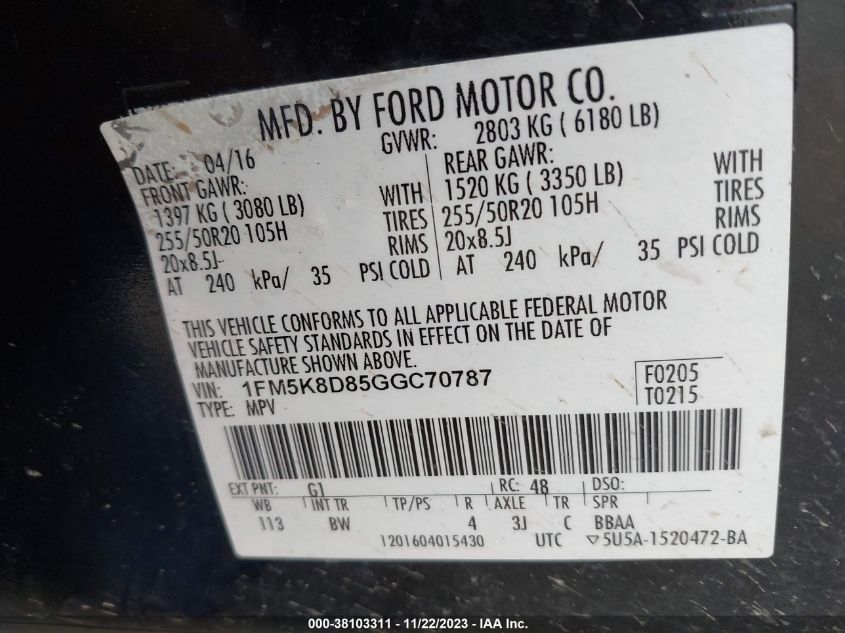 MFD. BY FORD MOTOR CO.
DATE: 04/16 GVWR: 2803 KG ( 6180 LB)
FRONT GAWR: REAR GAWR:
1397 KG ( 3080 LB) WITH 1520 KG ( 3350 LB) WITH
255/50R20 105H TIRES 255/50R20 105H TIRES
20x8.5J- RIMS 20x8.5J RIMS
AT 240 kPa/ 35 PSI COLD AT 240 kPa/ 35 PSI COLD
THIS VEHICLE CONFORMS TO ALL APPLICABLE FEDERAL MOTOR
VEHICLE SAFETY STANDARDS IN EFFECT ON THE DATE OF
MANUFACTURE SHOWN ABOVE.
VIN: 1FM5K8D85GGC70787 F0205
TYPE: MPV T0215
EXT PNT: G1 RC: 48 DSO:
WB INT TR TP/PS R AXLE TR SPR
113 BW 4 3J C BBAA
1201604015430 UTC ▽5U5A-1520472-BA
000-38103311 - 11/22/2023 - IAA Inc.